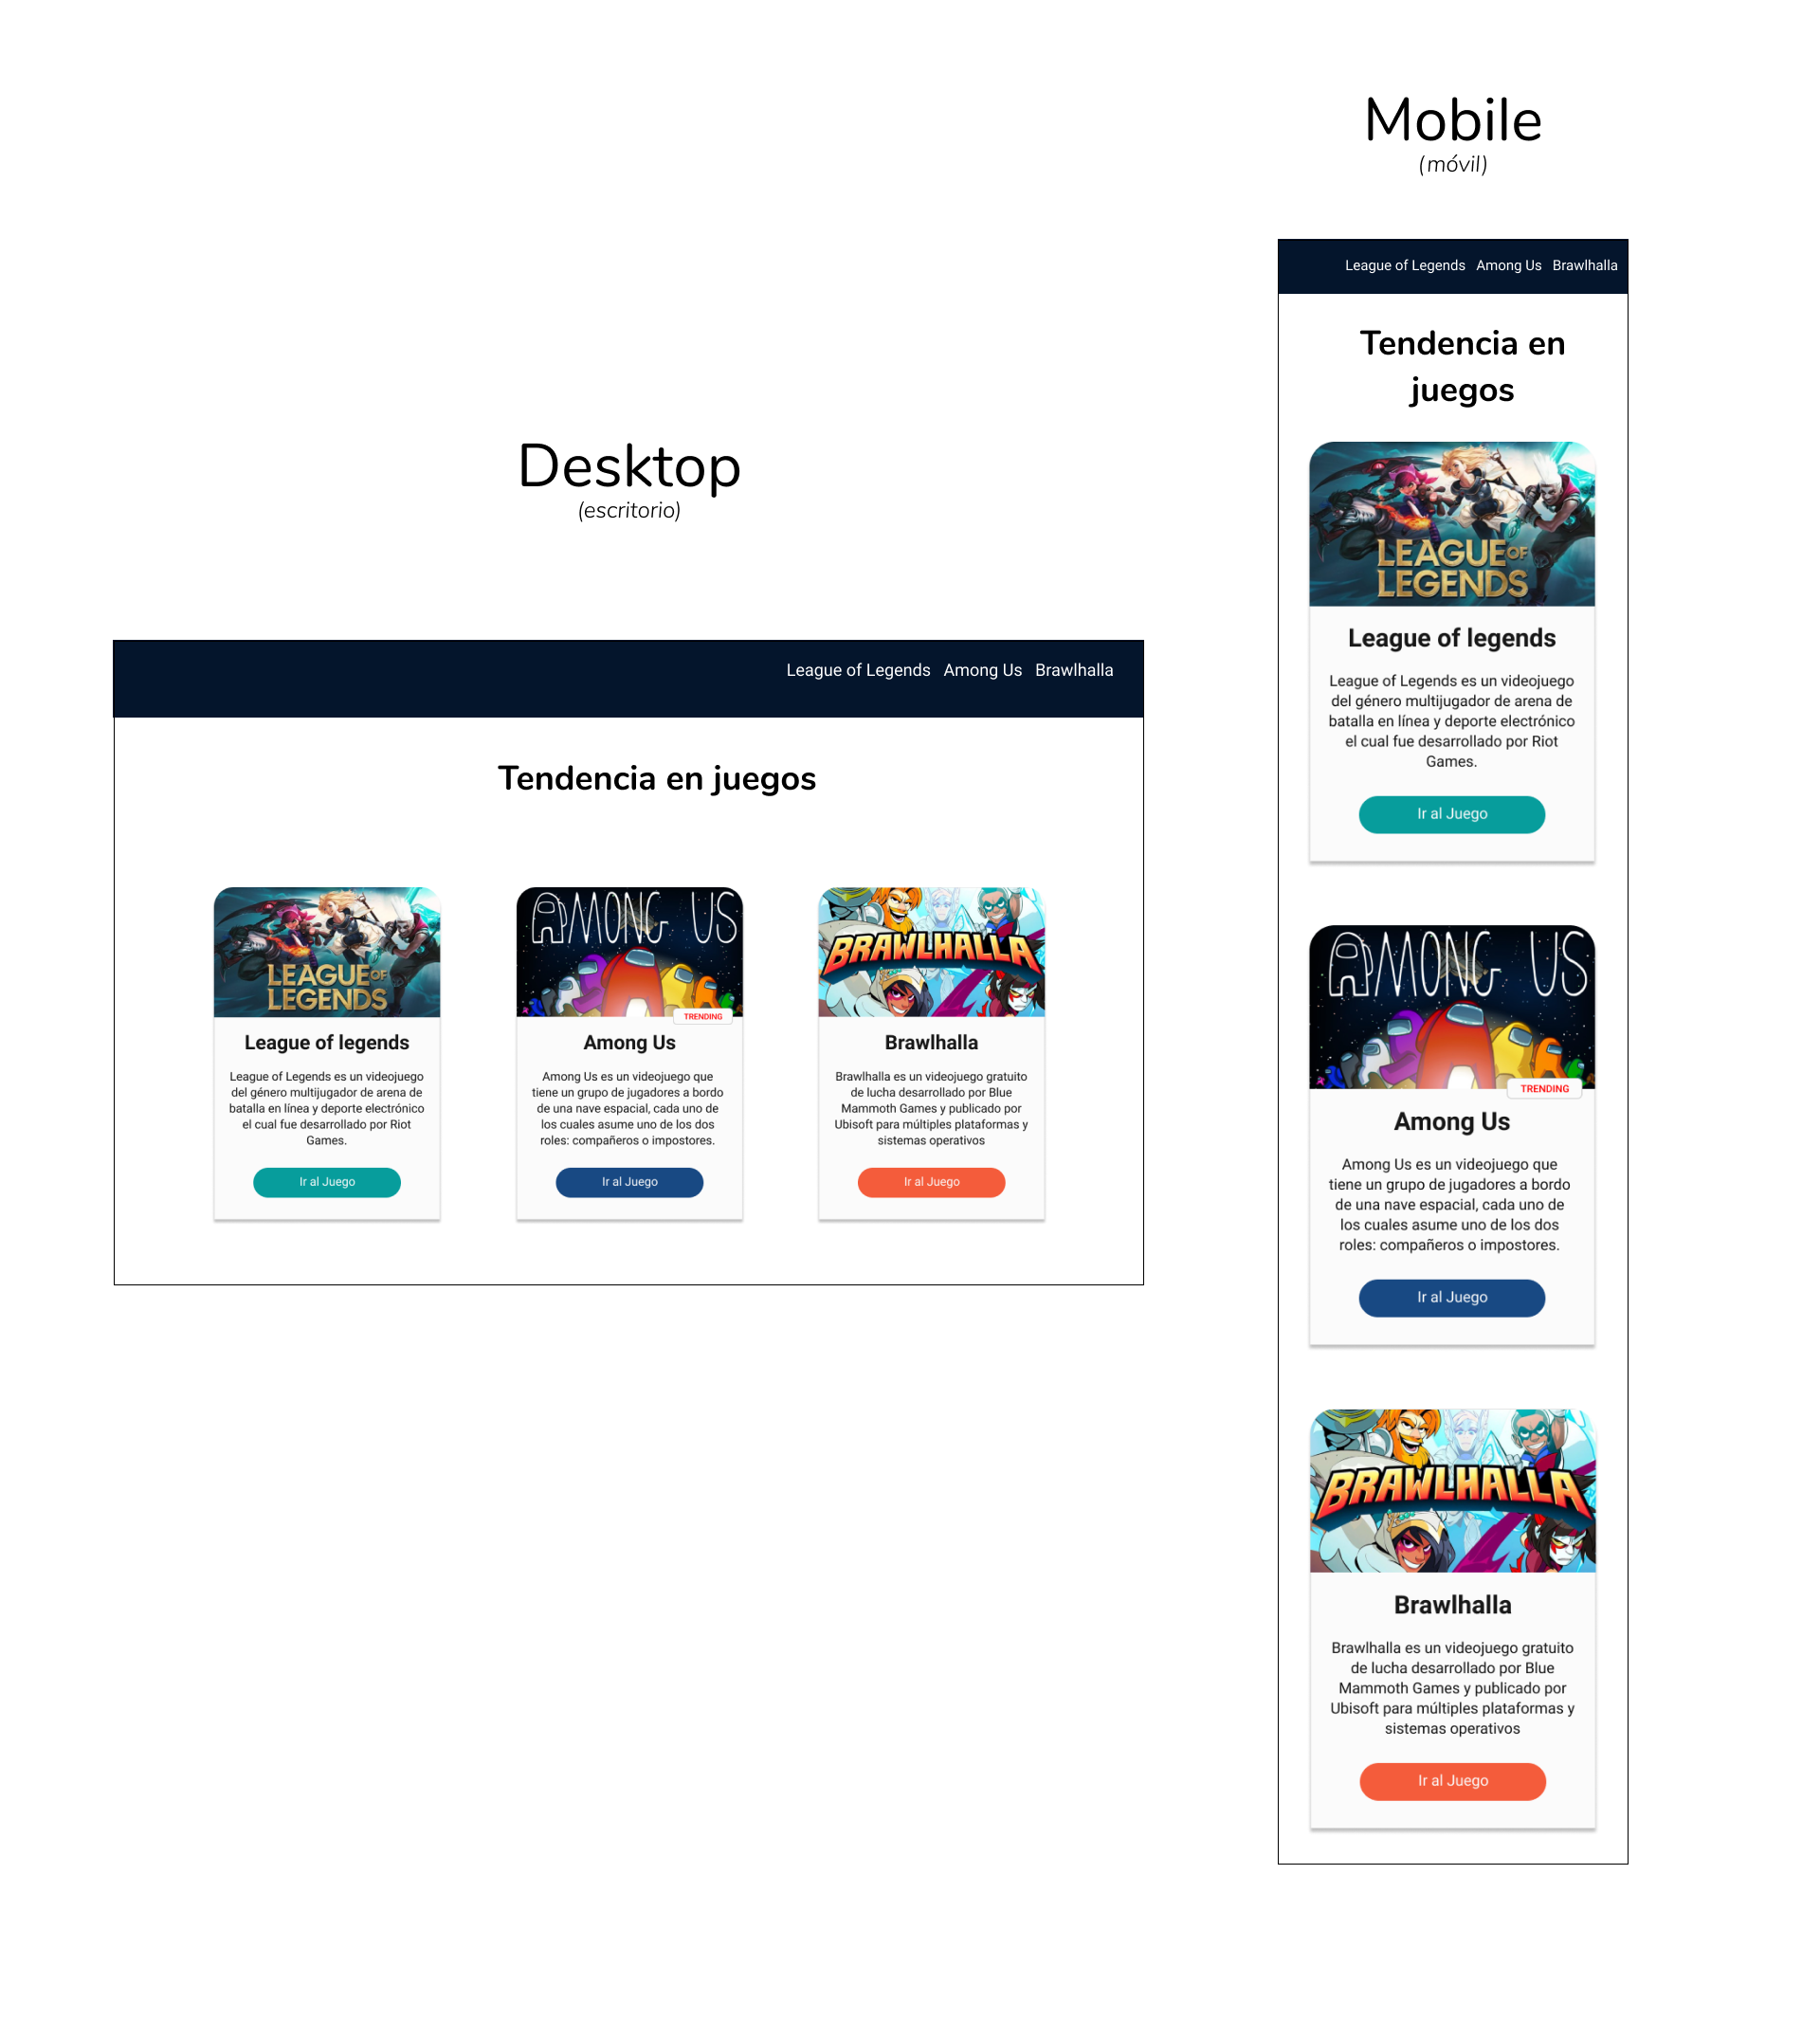 Mobile
(móvil)
League of Legends Among Us Brawlhalla
Tendencia en
juegos
LEAGUE OF
LEGENDS
League of legends
League of Legends es un videojuego
del género multijugador de arena de
batalla en línea y deporte electrónico
el cual fue desarrollado por Riot
Games.
Ir al Juego
AMONG US
TRENDING
Among Us
Among Us es un videojuego que
tiene un grupo de jugadores a bordo
de una nave espacial, cada uno de
los cuales asume uno de los dos
roles: compañeros o impostores.
Ir al Juego
BRAWLHALLA
Brawlhalla
Brawlhalla es un videojuego gratuito
de lucha desarrollado por Blue
Mammoth Games y publicado por
Ubisoft para múltiples plataformas y
sistemas operativos
Ir al Juego
Desktop
(escritorio)
League of Legends Among Us Brawlhalla
Tendencia en juegos
LEAGUE OF
LEGENDS
League of legends
League of Legends es un videojuego
del género multijugador de arena de
batalla en línea y deporte electrónico
el cual fue desarrollado por Riot
Games.
Ir al Juego
AMONG US
TRENDING
Among Us
Among Us es un videojuego que
tiene un grupo de jugadores a bordo
de una nave espacial, cada uno de
los cuales asume uno de los dos
roles: compañeros o impostores.
Ir al Juego
BRAWLHALLA
Brawlhalla
Brawlhalla es un videojuego gratuito
de lucha desarrollado por Blue
Mammoth Games y publicado por
Ubisoft para múltiples plataformas y
sistemas operativos
Ir al Juego